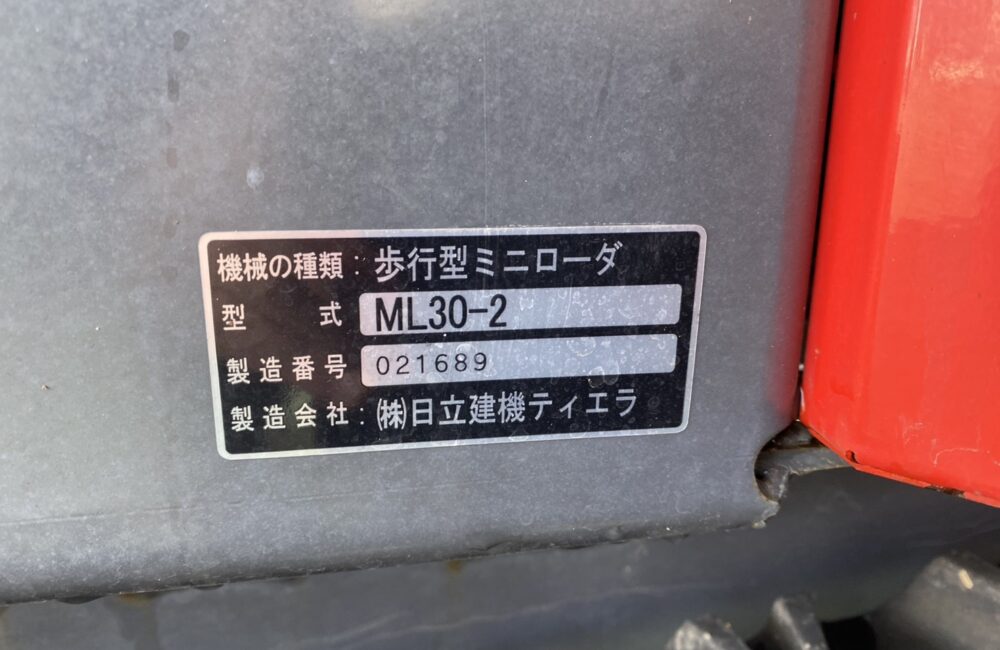 機械の種類：歩行型ミニローダ
型　　式 ML30-2
製造番号 021689
製造会社：㈱日立建機ティエラ